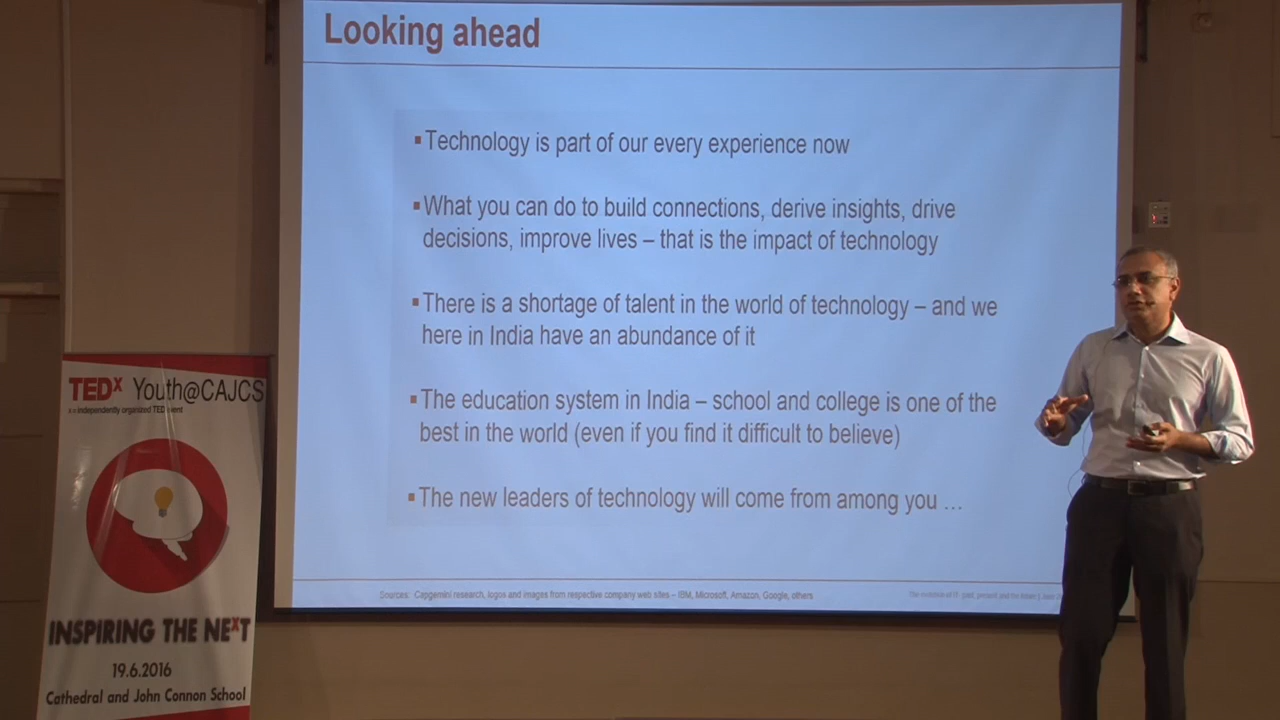 Looking ahead
▪Technology is part of our every experience now
▪What you can do to build connections, derive insights, drive
decisions, improve lives – that is the impact of technology
▪There is a shortage of talent in the world of technology – and we
here in India have an abundance of it
▪The education system in India – school and college is one of the
best in the world (even if you find it difficult to believe)
▪The new leaders of technology will come from among you ...
Sources: Capgemini research, logos and images from respective company web sites – IBM, Microsoft, Amazon, Google, others
TEDx Youth@CAJCS
x = independently organized TED event
INSPIRING THE NExT
19.6.2016
Cathedral and John Connon School